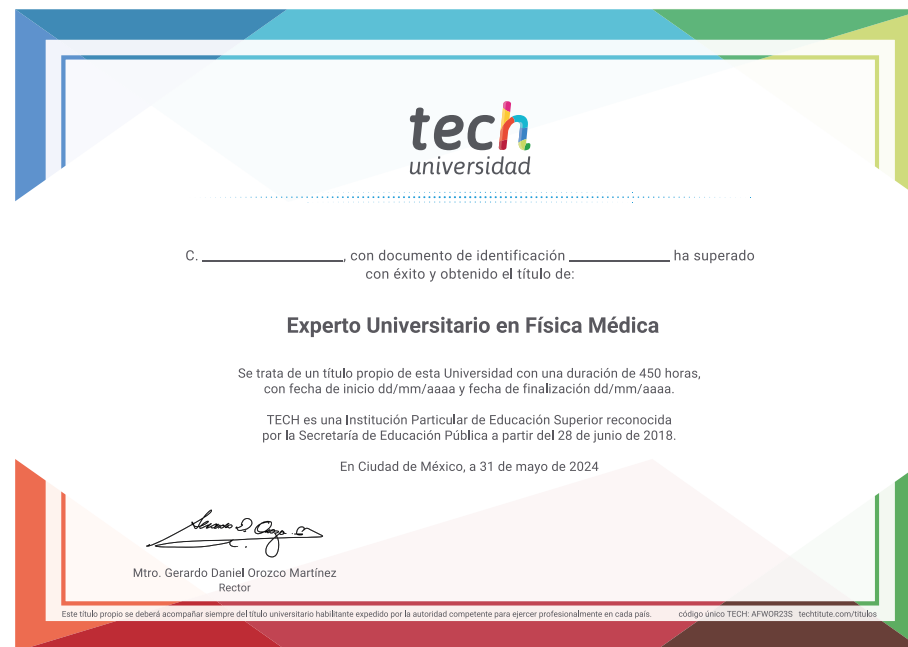 tech
universidad
C. ____________________, con documento de identificación ______________ ha superado
con éxito y obtenido el título de:
Experto Universitario en Física Médica
Se trata de un título propio de esta Universidad con una duración de 450 horas,
con fecha de inicio dd/mm/aaaa y fecha de finalización dd/mm/aaaa.
TECH es una Institución Particular de Educación Superior reconocida
por la Secretaría de Educación Pública a partir del 28 de junio de 2018.
En Ciudad de México, a 31 de mayo de 2024
Mtro. Gerardo Daniel Orozco Martínez
Rector
Este título propio se deberá acompañar siempre del título universitario habilitante expedido por la autoridad competente para ejercer profesionalmente en cada país. código único TECH: AFWOR23S techtitute.com/titulos